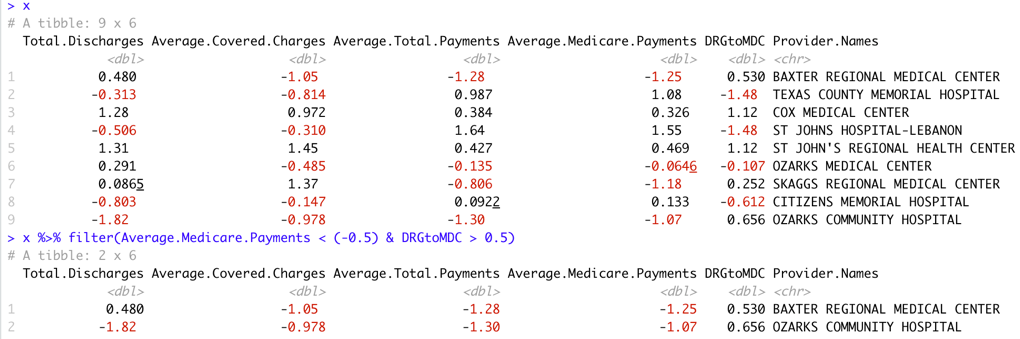 > x
# A tibble: 9 x 6
Total.Discharges Average.Covered.Charges Average.Total.Payments Average.Medicare.Payments DRGtoMDC Provider.Names
<dbl> <dbl> <dbl> <dbl> <dbl> <chr>
1 0.480 -1.05 -1.28 -1.25 0.530 BAXTER REGIONAL MEDICAL CENTER
2 -0.313 -0.814 0.987 1.08 -1.48 TEXAS COUNTY MEMORIAL HOSPITAL
3 1.28 0.972 0.384 0.326 1.12 COX MEDICAL CENTER
4 -0.506 -0.310 1.64 1.55 -1.48 ST JOHNS HOSPITAL-LEBANON
5 1.31 1.45 0.427 0.469 1.12 ST JOHN'S REGIONAL HEALTH CENTER
6 0.291 -0.485 -0.135 -0.0646 -0.107 OZARKS MEDICAL CENTER
7 0.0865 1.37 -0.806 -1.18 0.252 SKAGGS REGIONAL MEDICAL CENTER
8 -0.803 -0.147 0.0922 0.133 -0.612 CITIZENS MEMORIAL HOSPITAL
9 -1.82 -0.978 -1.30 -1.07 0.656 OZARKS COMMUNITY HOSPITAL
> x %>% filter(Average.Medicare.Payments < (-0.5) & DRGtoMDC > 0.5)
# A tibble: 2 x 6
Total.Discharges Average.Covered.Charges Average.Total.Payments Average.Medicare.Payments DRGtoMDC Provider.Names
<dbl> <dbl> <dbl> <dbl> <dbl> <chr>
1 0.480 -1.05 -1.28 -1.25 0.530 BAXTER REGIONAL MEDICAL CENTER
2 -1.82 -0.978 -1.30 -1.07 0.656 OZARKS COMMUNITY HOSPITAL